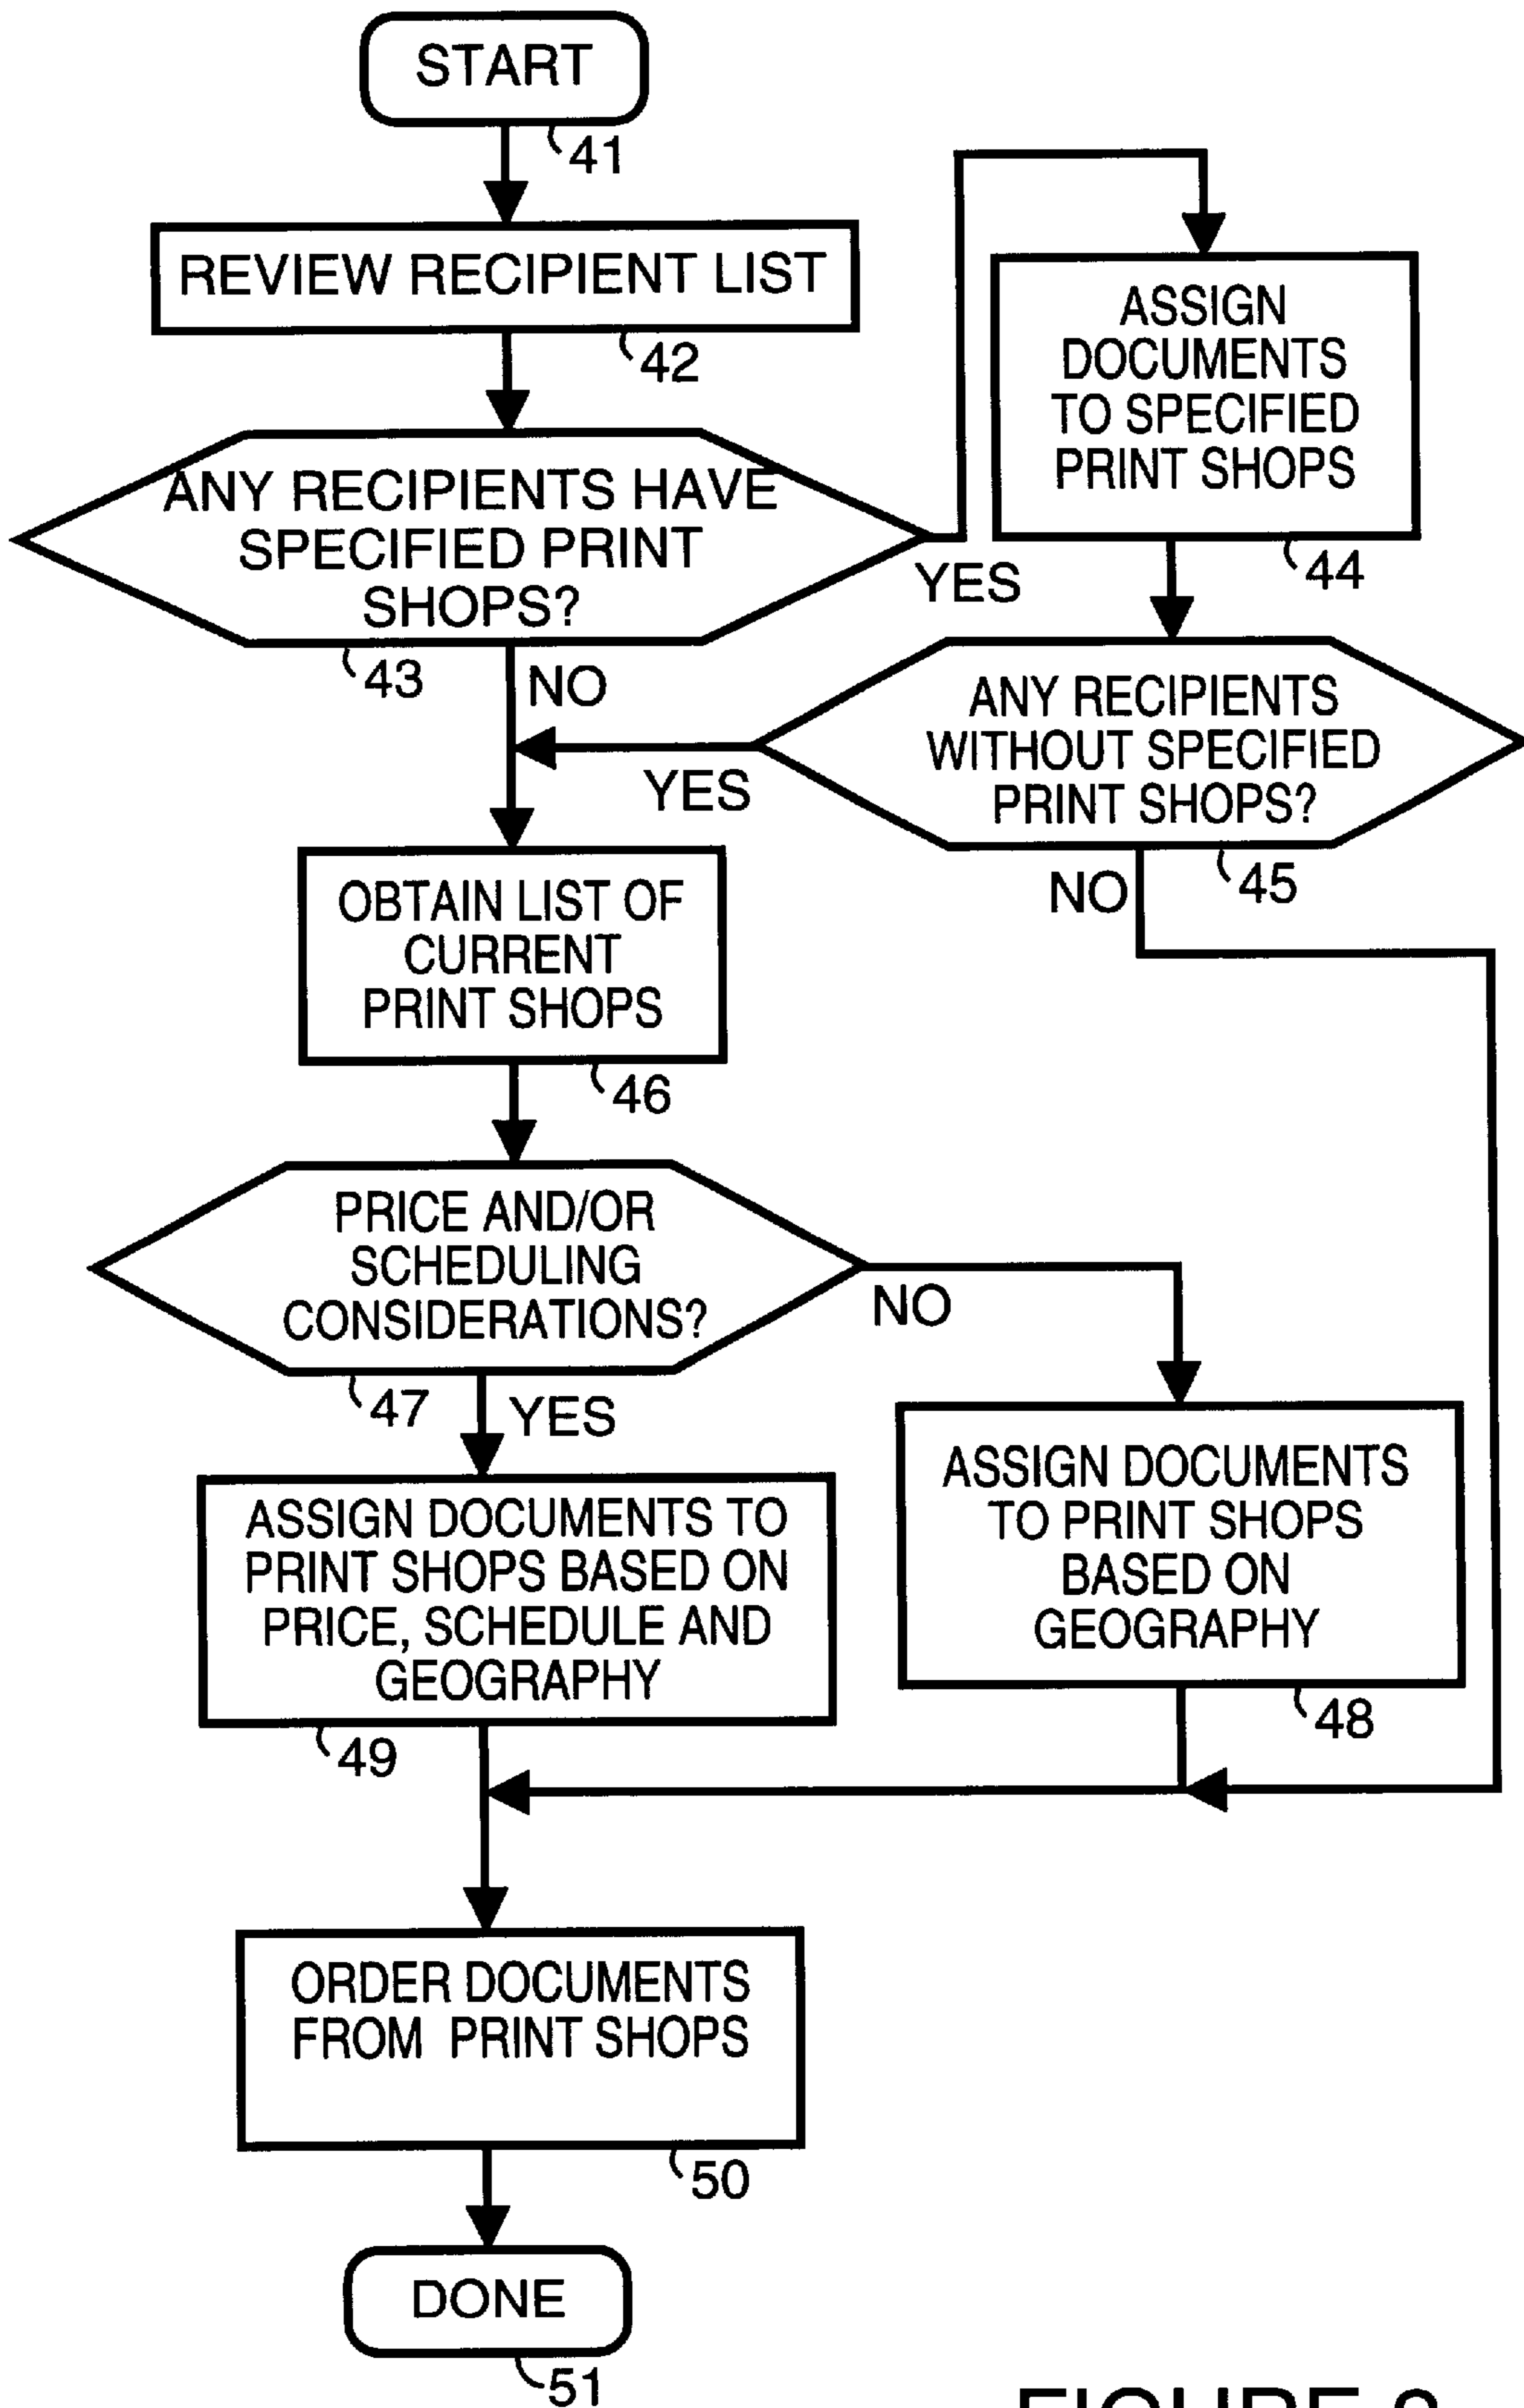 START
41
REVIEW RECIPIENT LIST
42
ANY RECIPIENTS HAVE
SPECIFIED PRINT
SHOPS?
43
YES
NO
ASSIGN
DOCUMENTS
TO SPECIFIED
PRINT SHOPS
44
ANY RECIPIENTS
WITHOUT SPECIFIED
PRINT SHOPS?
45
YES
NO
OBTAIN LIST OF
CURRENT
PRINT SHOPS
46
PRICE AND/OR
SCHEDULING
CONSIDERATIONS?
47
NO
YES
ASSIGN DOCUMENTS TO
PRINT SHOPS BASED ON
PRICE, SCHEDULE AND
GEOGRAPHY
49
ASSIGN DOCUMENTS
TO PRINT SHOPS
BASED ON
GEOGRAPHY
48
ORDER DOCUMENTS
FROM PRINT SHOPS
50
DONE
51
FIGURE